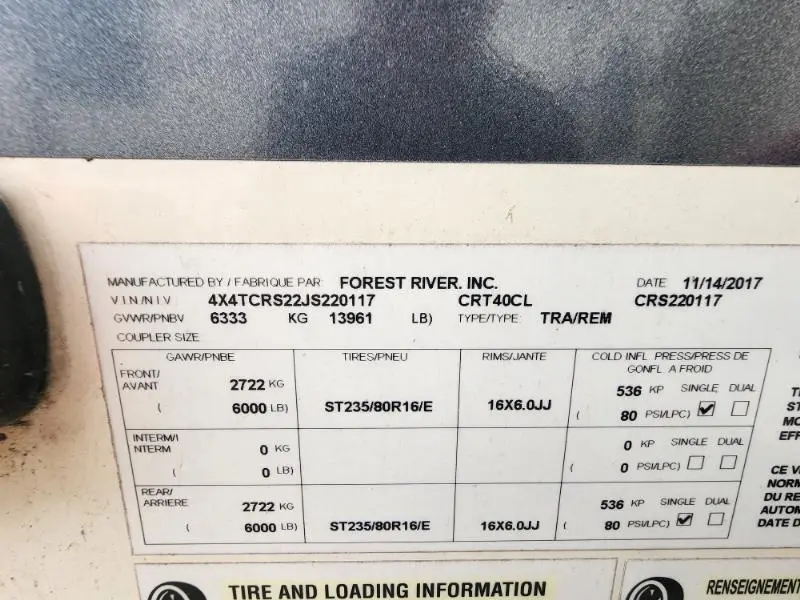 MANUFACTURED BY / FABRIQUE PAR: FOREST RIVER. INC. DATE 11/14/2017
VIN/NIV 4X4TCRS22JS220117 CRT40CL CRS220117
GVWR/PNBV 6333 KG 13961 LB) TYPE/TYPE: TRA/REM
COUPLER SIZE
GAWR/PNBE TIRES/PNEU RIMS/JANTE COLD INFL. PRESS/PRESS DE
GONFL A FROID
FRONT/
AVANT 2722 KG 536 KP SINGLE DUAL
( 6000 LB) ST235/80R16/E 16X6.0JJ ( 80 PSI/LPC)
INTERM/I
NTERM 0 KG 0 KP SINGLE DUAL
( 0 LB) ( 0 PSI/LPC)
REAR/
ARRIERE 2722 KG 536 KP SINGLE DUAL
( 6000 LB) ST235/80R16/E 16X6.0JJ ( 80 PSI/LPC)
CE V
NORM
DU RE
AUTOM
DATE D
TIRE AND LOADING INFORMATION
RENSEIGNEMENT